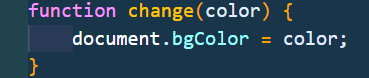 function change(color) {
    document.bgColor = color;
}